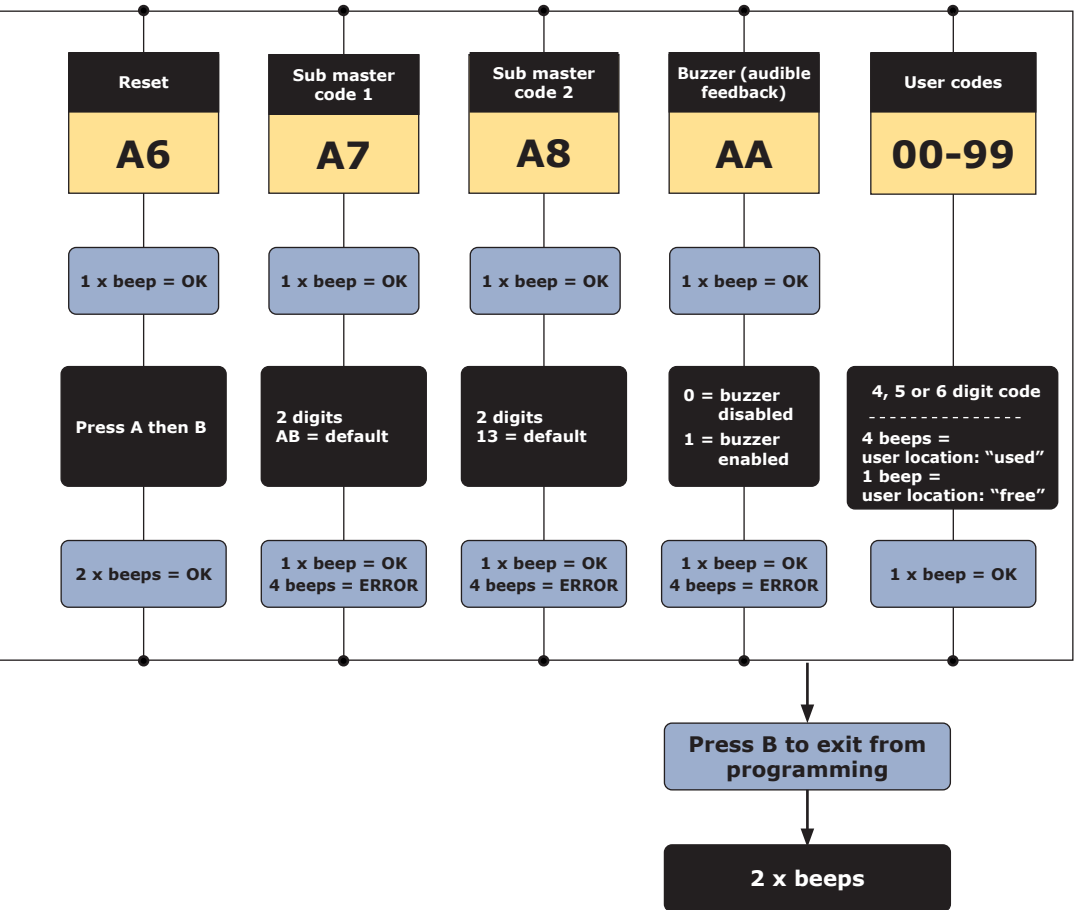 Reset
A6
1 x beep = OK
Press A then B
2 x beeps = OK
Sub master
code 1
A7
1 x beep = OK
2 digits
AB = default
1 x beep = OK
4 beeps = ERROR
Sub master
code 2
A8
1 x beep = OK
2 digits
13 = default
1 x beep = OK
4 beeps = ERROR
Buzzer (audible
feedback)
AA
1 x beep = OK
0 = buzzer
disabled
1 = buzzer
enabled
1 x beep = OK
4 beeps = ERROR
User codes
00-99
4, 5 or 6 digit code
- - - - - - - - - - - - - - -
4 beeps =
user location: “used”
1 beep =
user location: “free”
1 x beep = OK
Press B to exit from
programming
2 x beeps